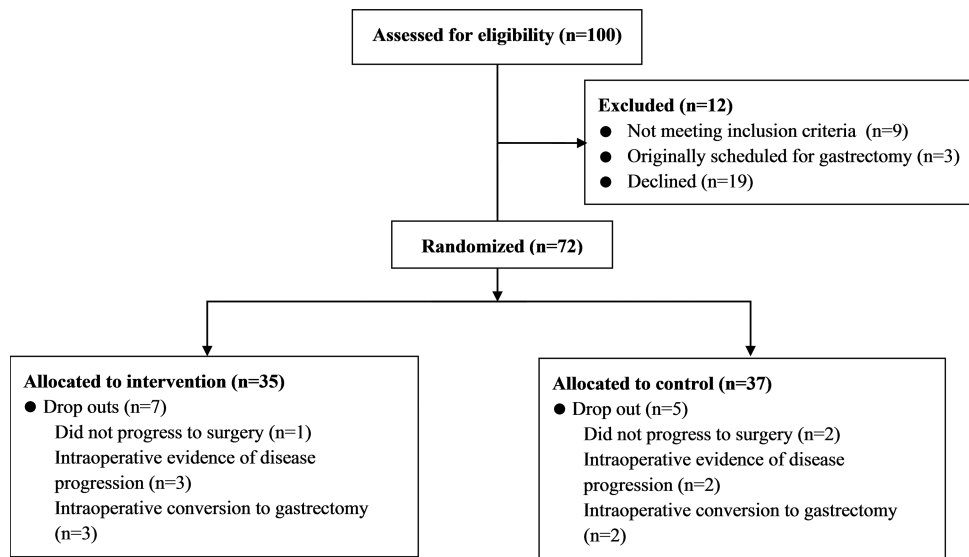 Assessed for eligibility (n=100)
Excluded (n=12)
● Not meeting inclusion criteria (n=9)
● Originally scheduled for gastrectomy (n=3)
● Declined (n=19)
Randomized (n=72)
Allocated to intervention (n=35)
● Drop outs (n=7)
Did not progress to surgery (n=1)
Intraoperative evidence of disease
progression (n=3)
Intraoperative conversion to gastrectomy
(n=3)
Allocated to control (n=37)
● Drop out (n=5)
Did not progress to surgery (n=2)
Intraoperative evidence of disease
progression (n=2)
Intraoperative conversion to gastrectomy
(n=2)